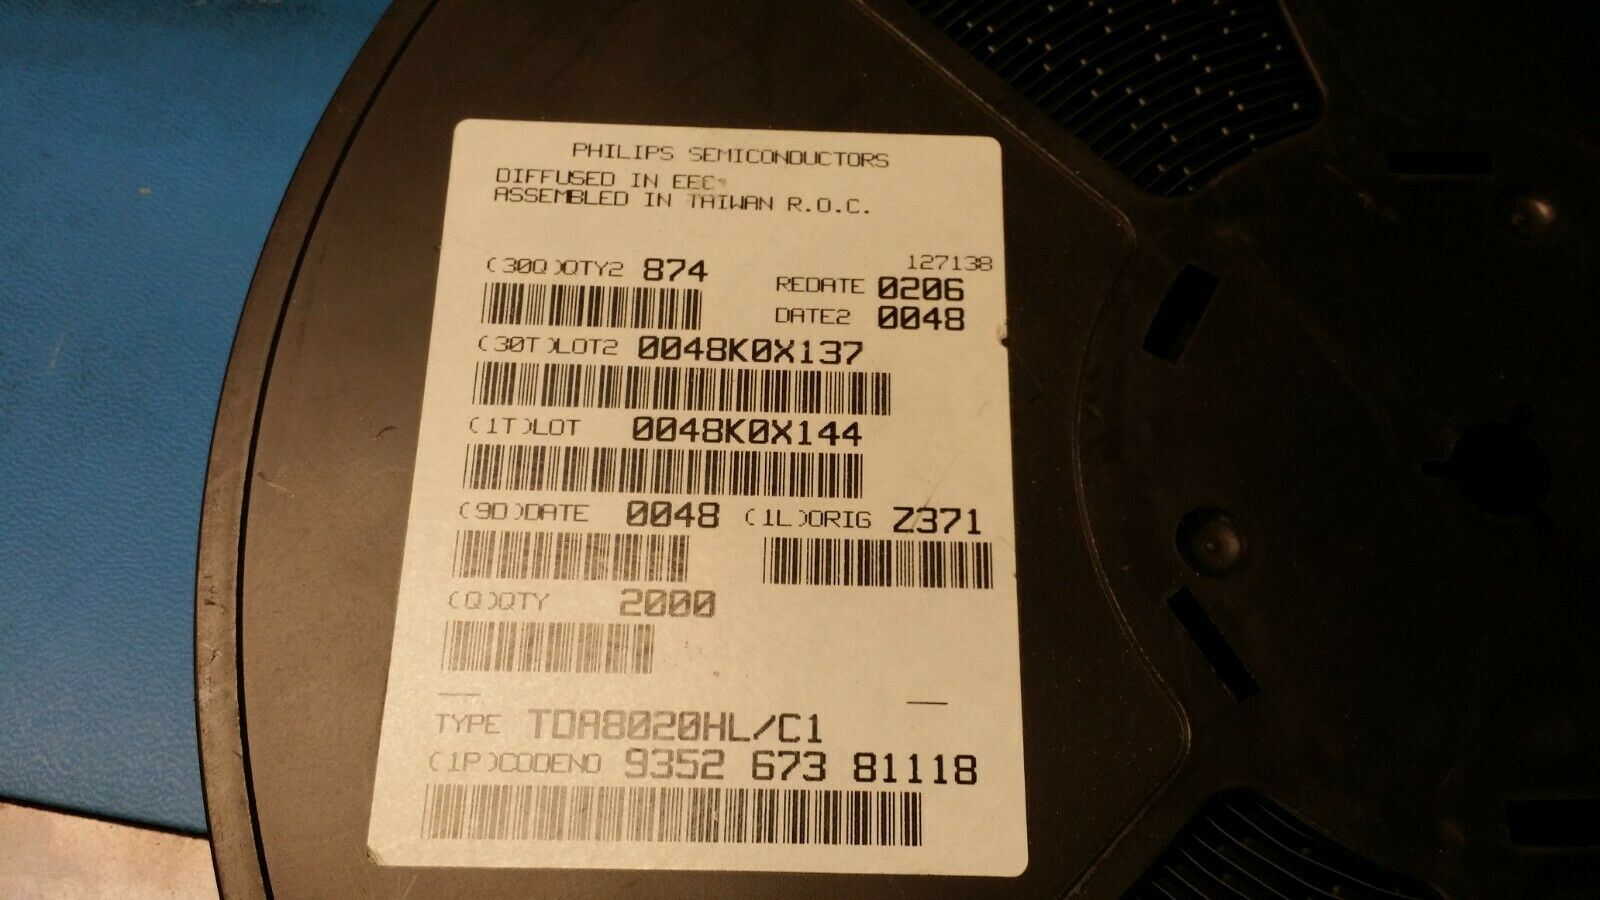 PHILIPS SEMICONDUCTORS
DIFFUSED IN EEC
ASSEMBLED IN TAIWAN R.O.C.
127138
(30Q)QTY2 874
REDATE 0206
DATE2 0048
(30T)LOT2 0048K0X137
(1T)LOT 0048K0X144
(9D)DATE 0048 (1L)ORIG Z371
(Q)QTY 2000
TYPE TDA8020HL/C1
(1P)CODENO 9352 673 81118